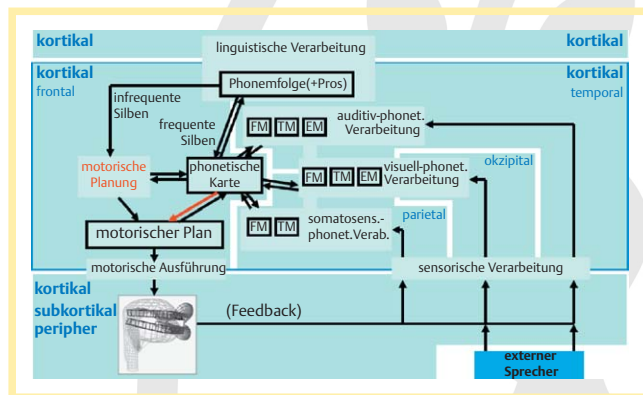 kortikal
kortikal
linguistische Verarbeitung
kortikal
kortikal
frontal
temporal
Phonemfolge(+Pros)
infrequente
Silben
frequente
Silben
auditiv-phonet.
Verarbeitung
FM TM EM
motorische
Planung
phonetische
Karte
FM TM EM
visuell-phonet.
Verarbeitung
okzipital
parietal
motorischer Plan
FM TM
somatosens.-
phonet.Verab.
motorische Ausführung
sensorische Verarbeitung
kortikal
subkortikal
peripher
(Feedback)
externer
Sprecher